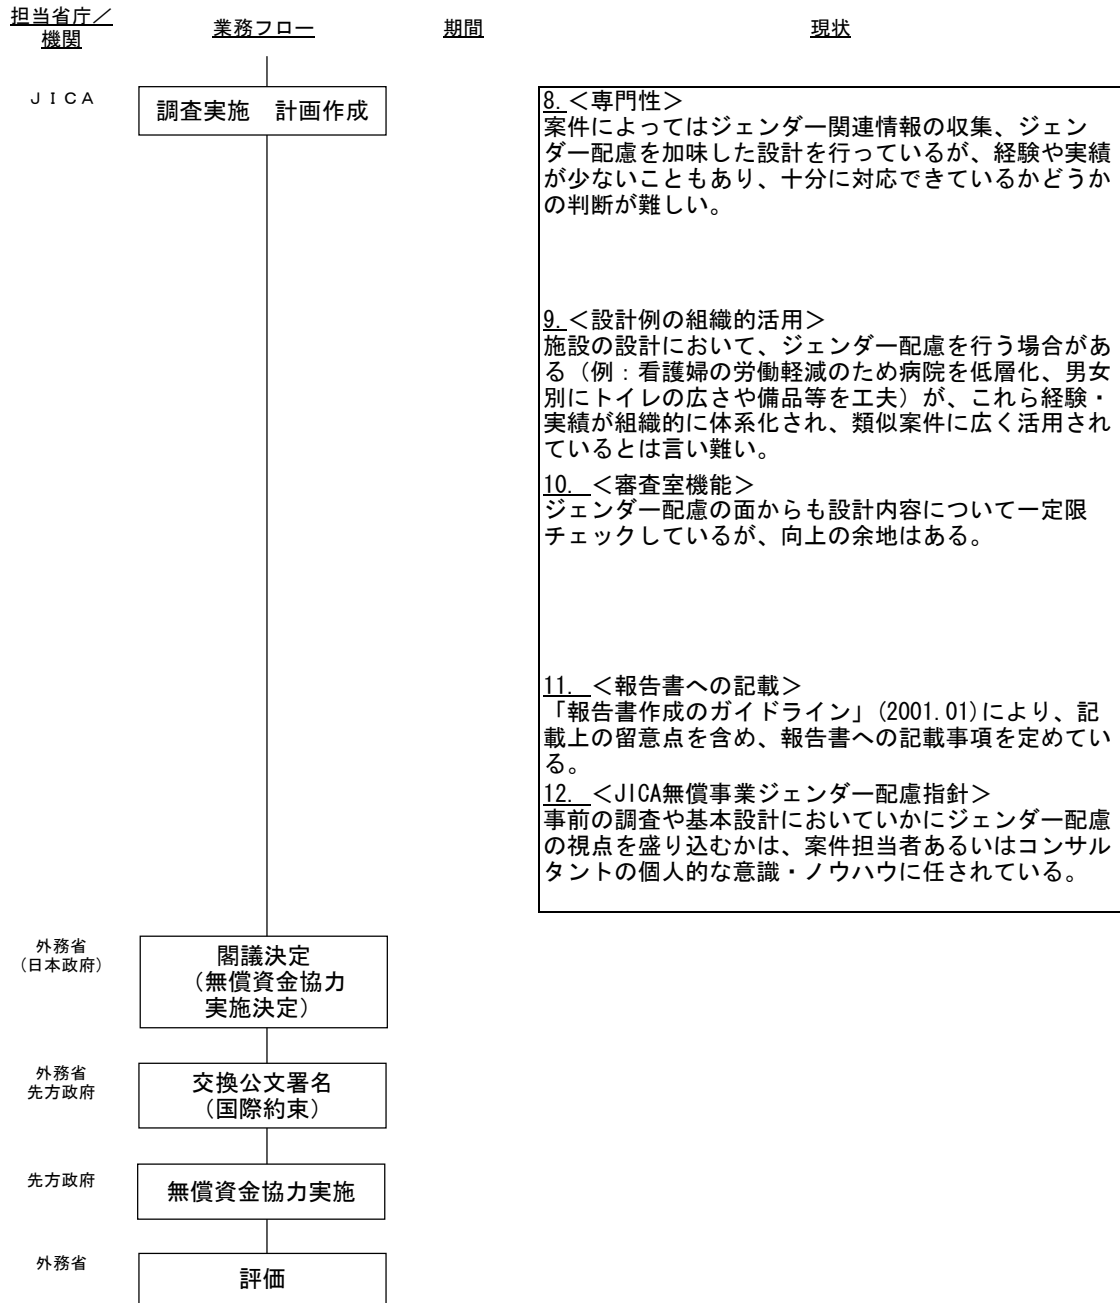 担当省庁／
機関
業務フロー
期間
現状
ＪＩＣＡ
調査実施　計画作成
8.＜専門性＞
案件によってはジェンダー関連情報の収集、ジェン
ダー配慮を加味した設計を行っているが、経験や実績
が少ないこともあり、十分に対応できているかどうか
の判断が難しい。
9.＜設計例の組織的活用＞
施設の設計において、ジェンダー配慮を行う場合があ
る（例：看護婦の労働軽減のため病院を低層化、男女
別にトイレの広さや備品等を工夫）が、これら経験・
実績が組織的に体系化され、類似案件に広く活用され
ているとは言い難い。
10. ＜審査室機能＞
ジェンダー配慮の面からも設計内容について一定限
チェックしているが、向上の余地はある。
11. ＜報告書への記載＞
「報告書作成のガイドライン」(2001.01)により、記
載上の留意点を含め、報告書への記載事項を定めてい
る。
12. ＜JICA無償事業ジェンダー配慮指針＞
事前の調査や基本設計においていかにジェンダー配慮
の視点を盛り込むかは、案件担当者あるいはコンサル
タントの個人的な意識・ノウハウに任されている。
外務省
（日本政府）
閣議決定
（無償資金協力
実施決定）
外務省
先方政府
交換公文署名
（国際約束）
先方政府
無償資金協力実施
外務省
評価